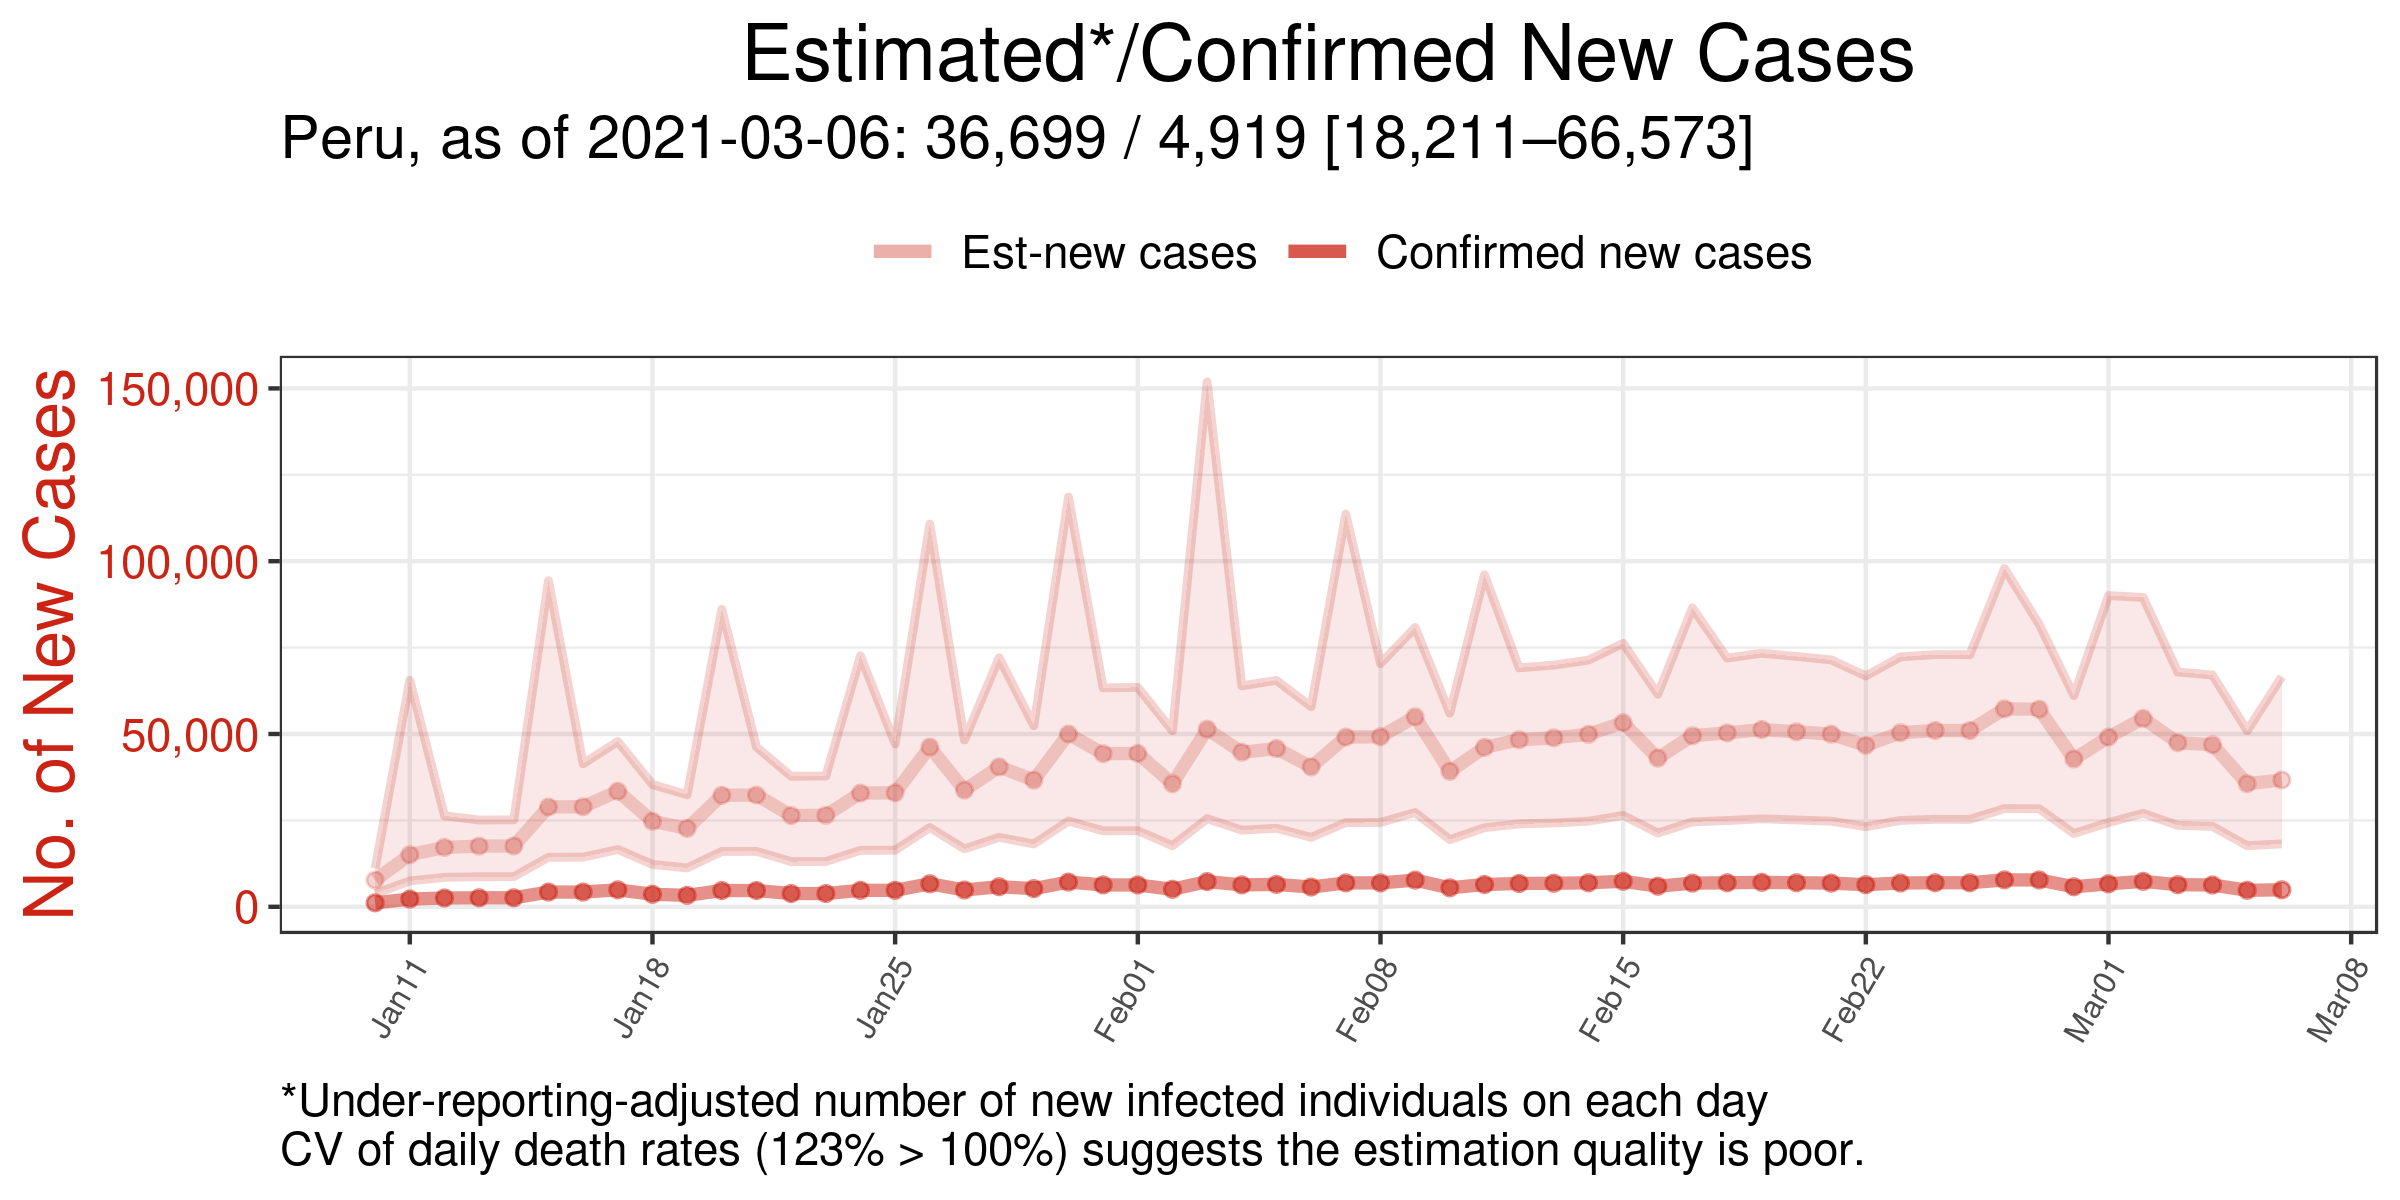 Estimated*/Confirmed New Cases
Peru, as of 2021-03-06: 36,699 / 4,919 [18,211–66,573]
Est-new cases
Confirmed new cases
No. of New Cases
150,000
100,000
50,000
0
Jan11
Jan18
Jan25
Feb01
Feb08
Feb15
Feb22
Mar01
Mar08
*Under-reporting-adjusted number of new infected individuals on each day
CV of daily death rates (123% > 100%) suggests the estimation quality is poor.